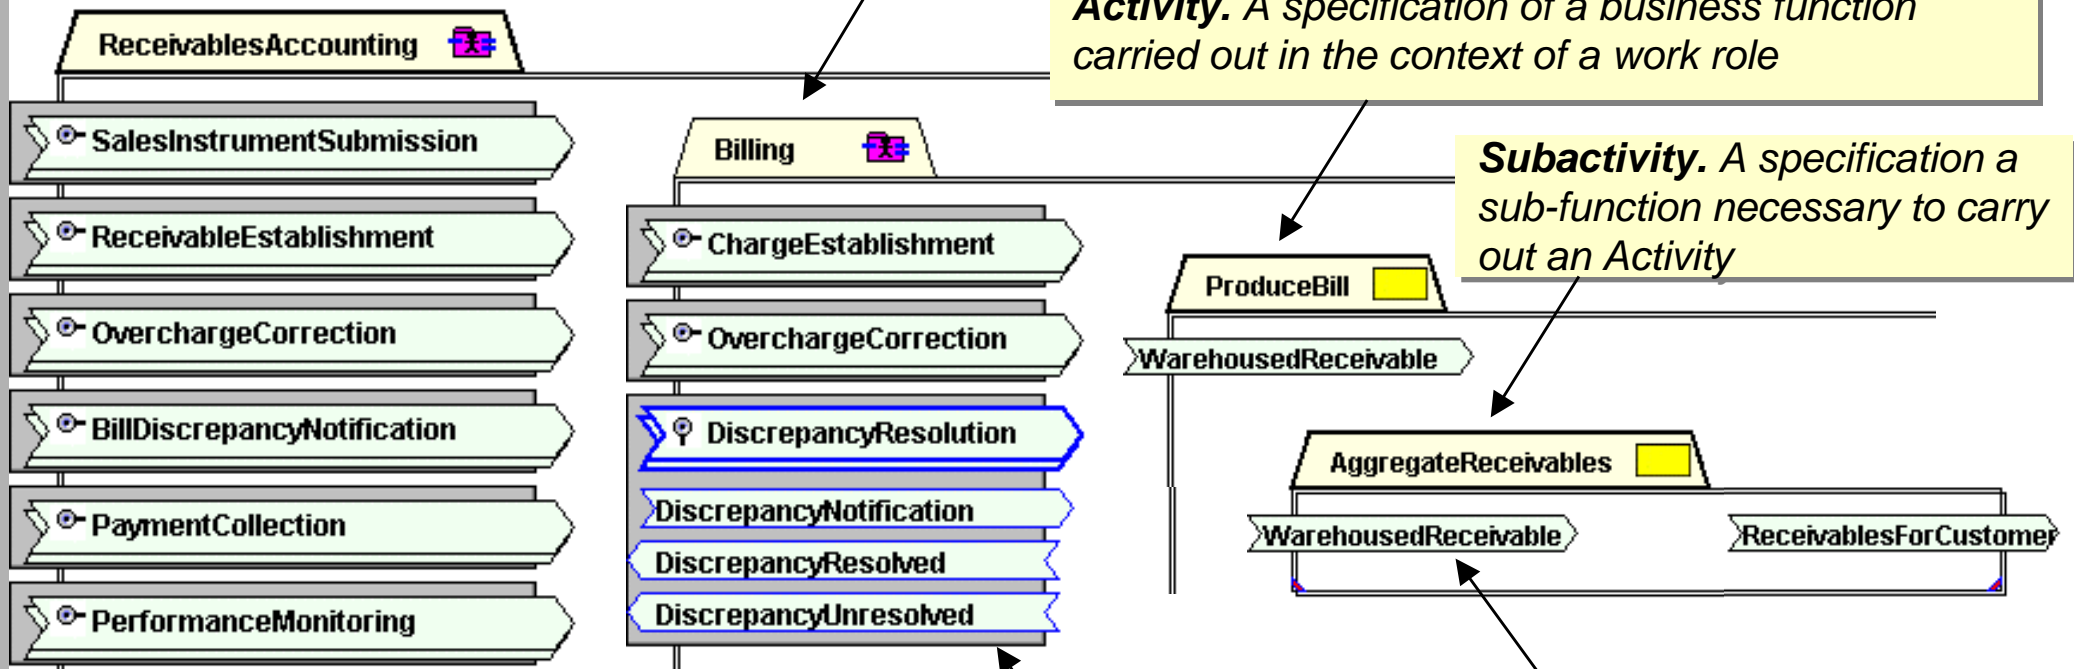 Activity. A specification of a business function
carried out in the context of a work role
ReceivablesAccounting
SalesInstrumentSubmission
ReceivableEstablishment
OverchargeCorrection
BillDiscrepancyNotification
PaymentCollection
PerformanceMonitoring
Billing
ChargeEstablishment
OverchargeCorrection
DiscrepancyResolution
DiscrepancyNotification
DiscrepancyResolved
DiscrepancyUnresolved
Subactivity. A specification a
sub-function necessary to carry
out an Activity
ProduceBill
WarehousedReceivable
AggregateReceivables
WarehousedReceivable
ReceivablesForCustomer